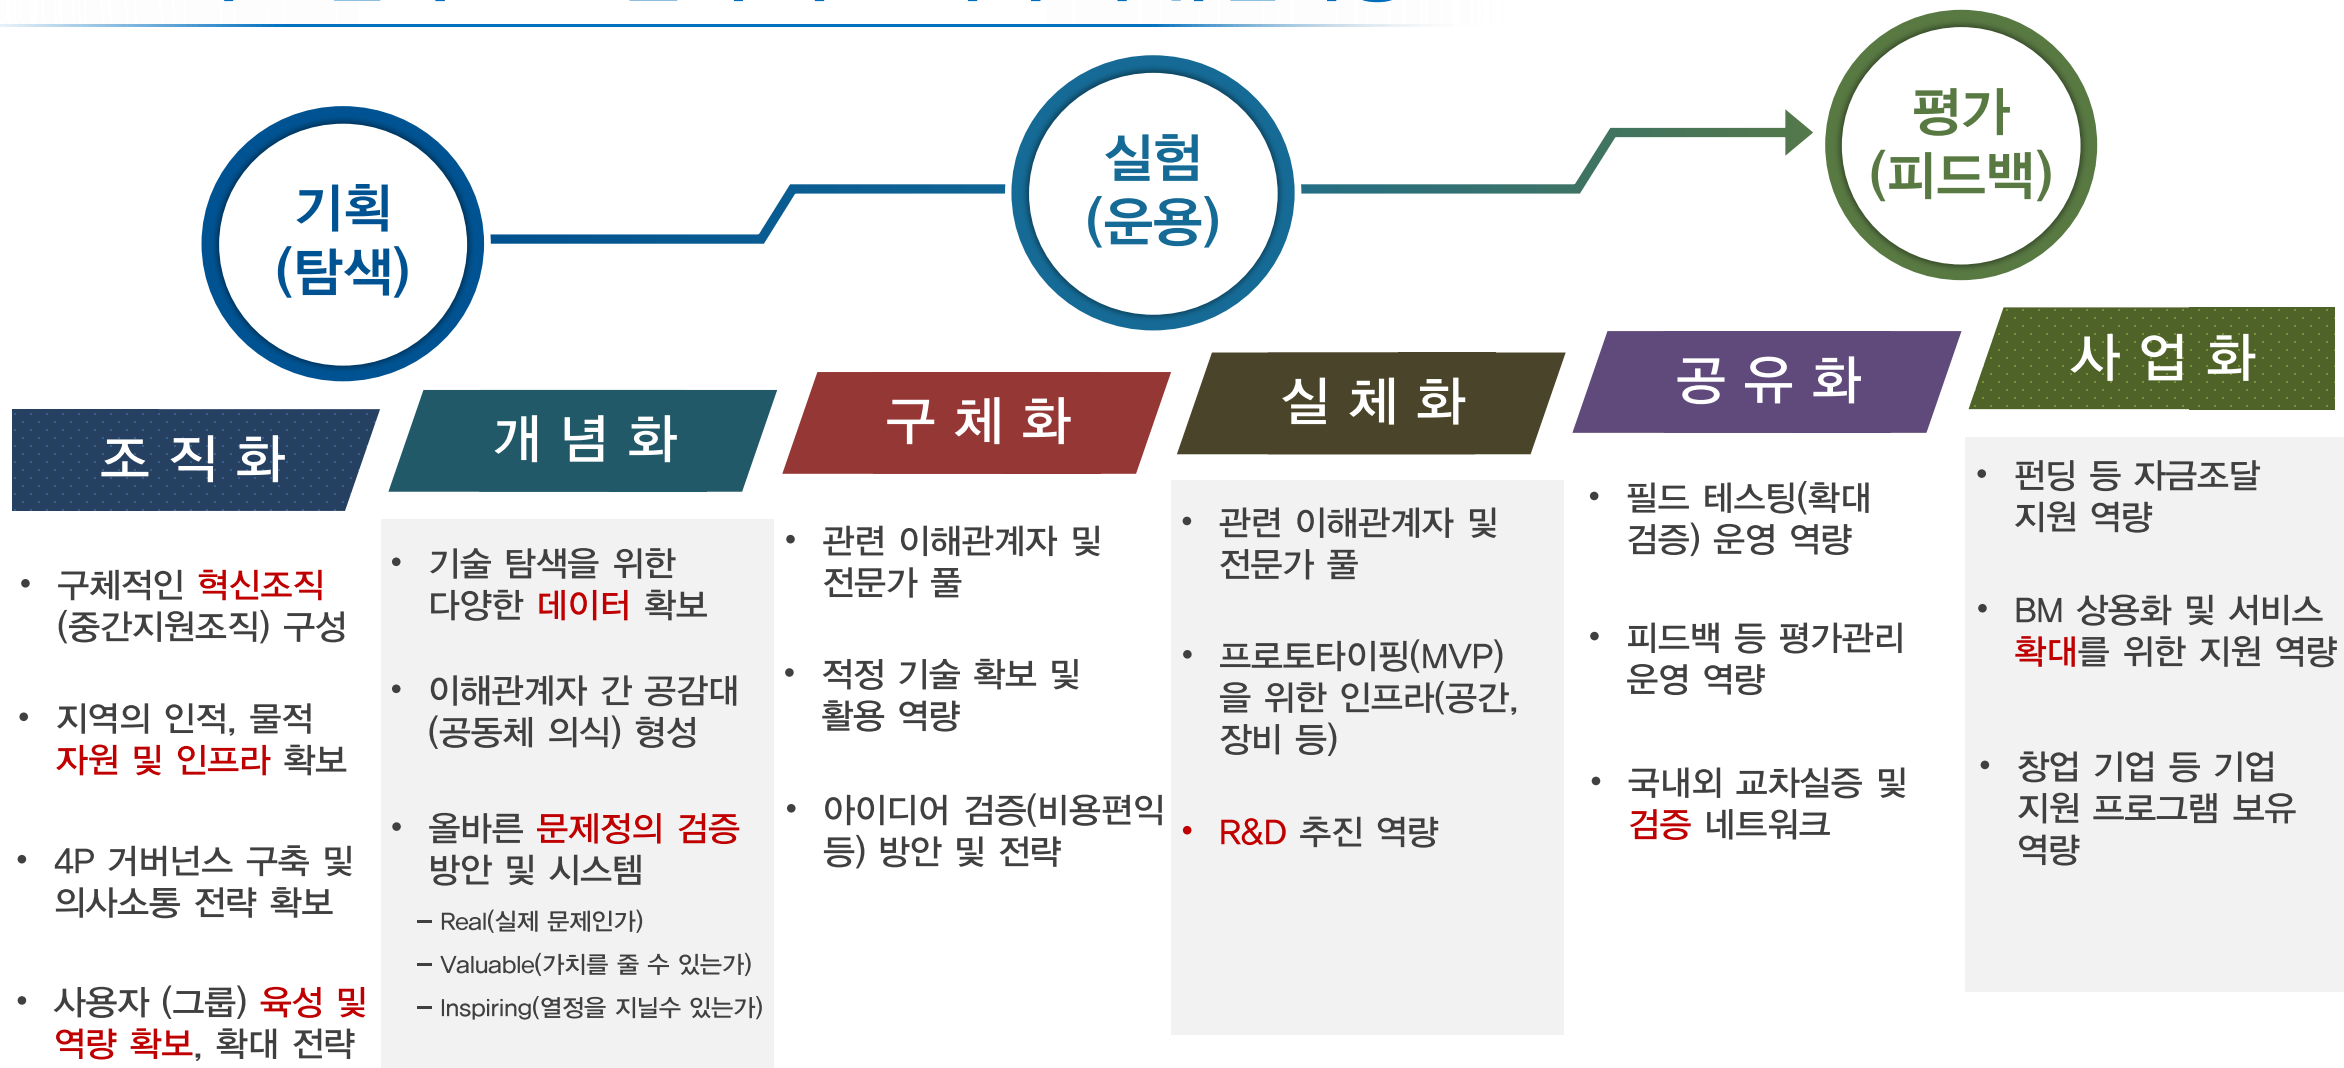 기획
(탐색)
실험
(운용)
평가
(피드백)
조직화
• 구체적인 혁신조직
(중간지원조직) 구성
• 지역의 인적, 물적
자원 및 인프라 확보
• 4P 거버넌스 구축 및
의사소통 전략 확보
• 사용자 (그룹) 육성 및
역량 확보, 확대 전략
개념화
• 기술 탐색을 위한
다양한 데이터 확보
• 이해관계자 간 공감대
(공동체 의식) 형성
• 올바른 문제정의 검증
방안 및 시스템
– Real(실제 문제인가)
– Valuable(가치를 줄 수 있는가)
– Inspiring(열정을 지닐수 있는가)
구체화
• 관련 이해관계자 및
전문가 풀
• 적정 기술 확보 및
활용 역량
• 아이디어 검증(비용편익
등) 방안 및 전략
실체화
• 관련 이해관계자 및
전문가 풀
• 프로토타이핑(MVP)
을 위한 인프라(공간,
장비 등)
• R&D 추진 역량
공유화
• 필드 테스팅(확대
검증) 운영 역량
• 피드백 등 평가관리
운영 역량
• 국내외 교차실증 및
검증 네트워크
사업화
• 펀딩 등 자금조달
지원 역량
• BM 상용화 및 서비스
확대를 위한 지원 역량
• 창업 기업 등 기업
지원 프로그램 보유
역량